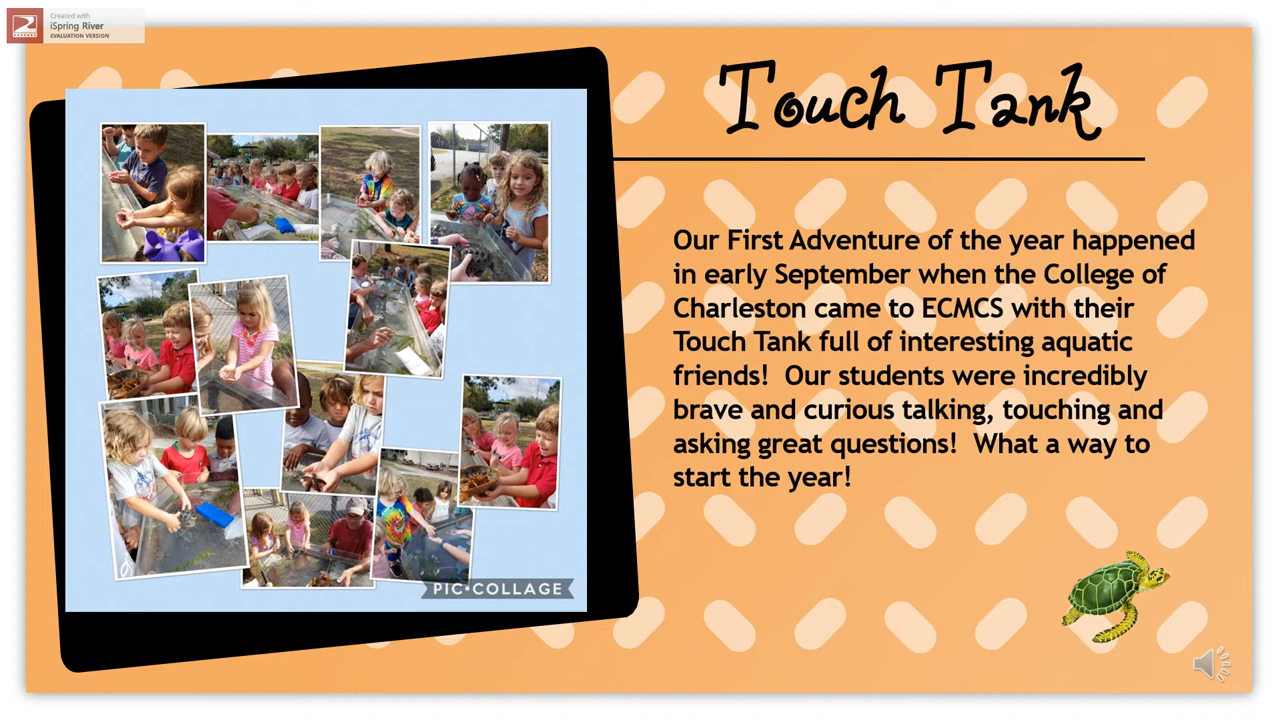 Created with
iSpring River
EVALUATION VERSION
Touch Tank
Our First Adventure of the year happened
in early September when the College of
Charleston came to ECMCS with their
Touch Tank full of interesting aquatic
friends!  Our students were incredibly
brave and curious talking, touching and
asking great questions!  What a way to
start the year!
PIC•COLLAGE